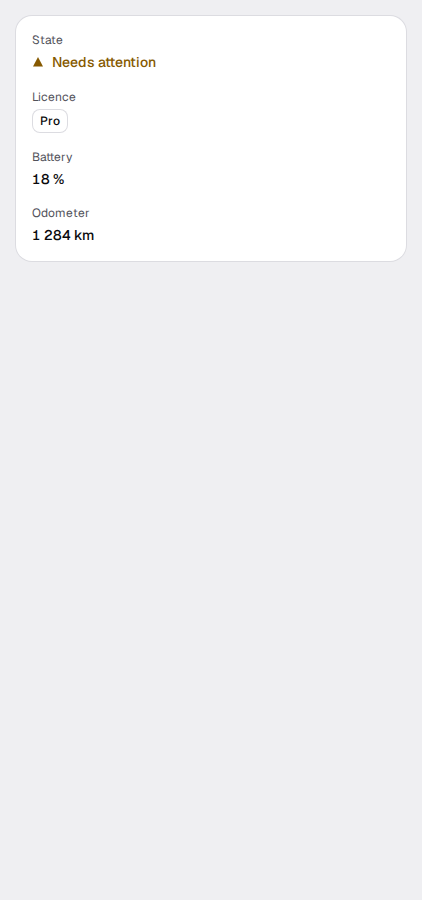 State
Needs attention
Licence
Pro
Battery
18 %
Odometer
1 284 km